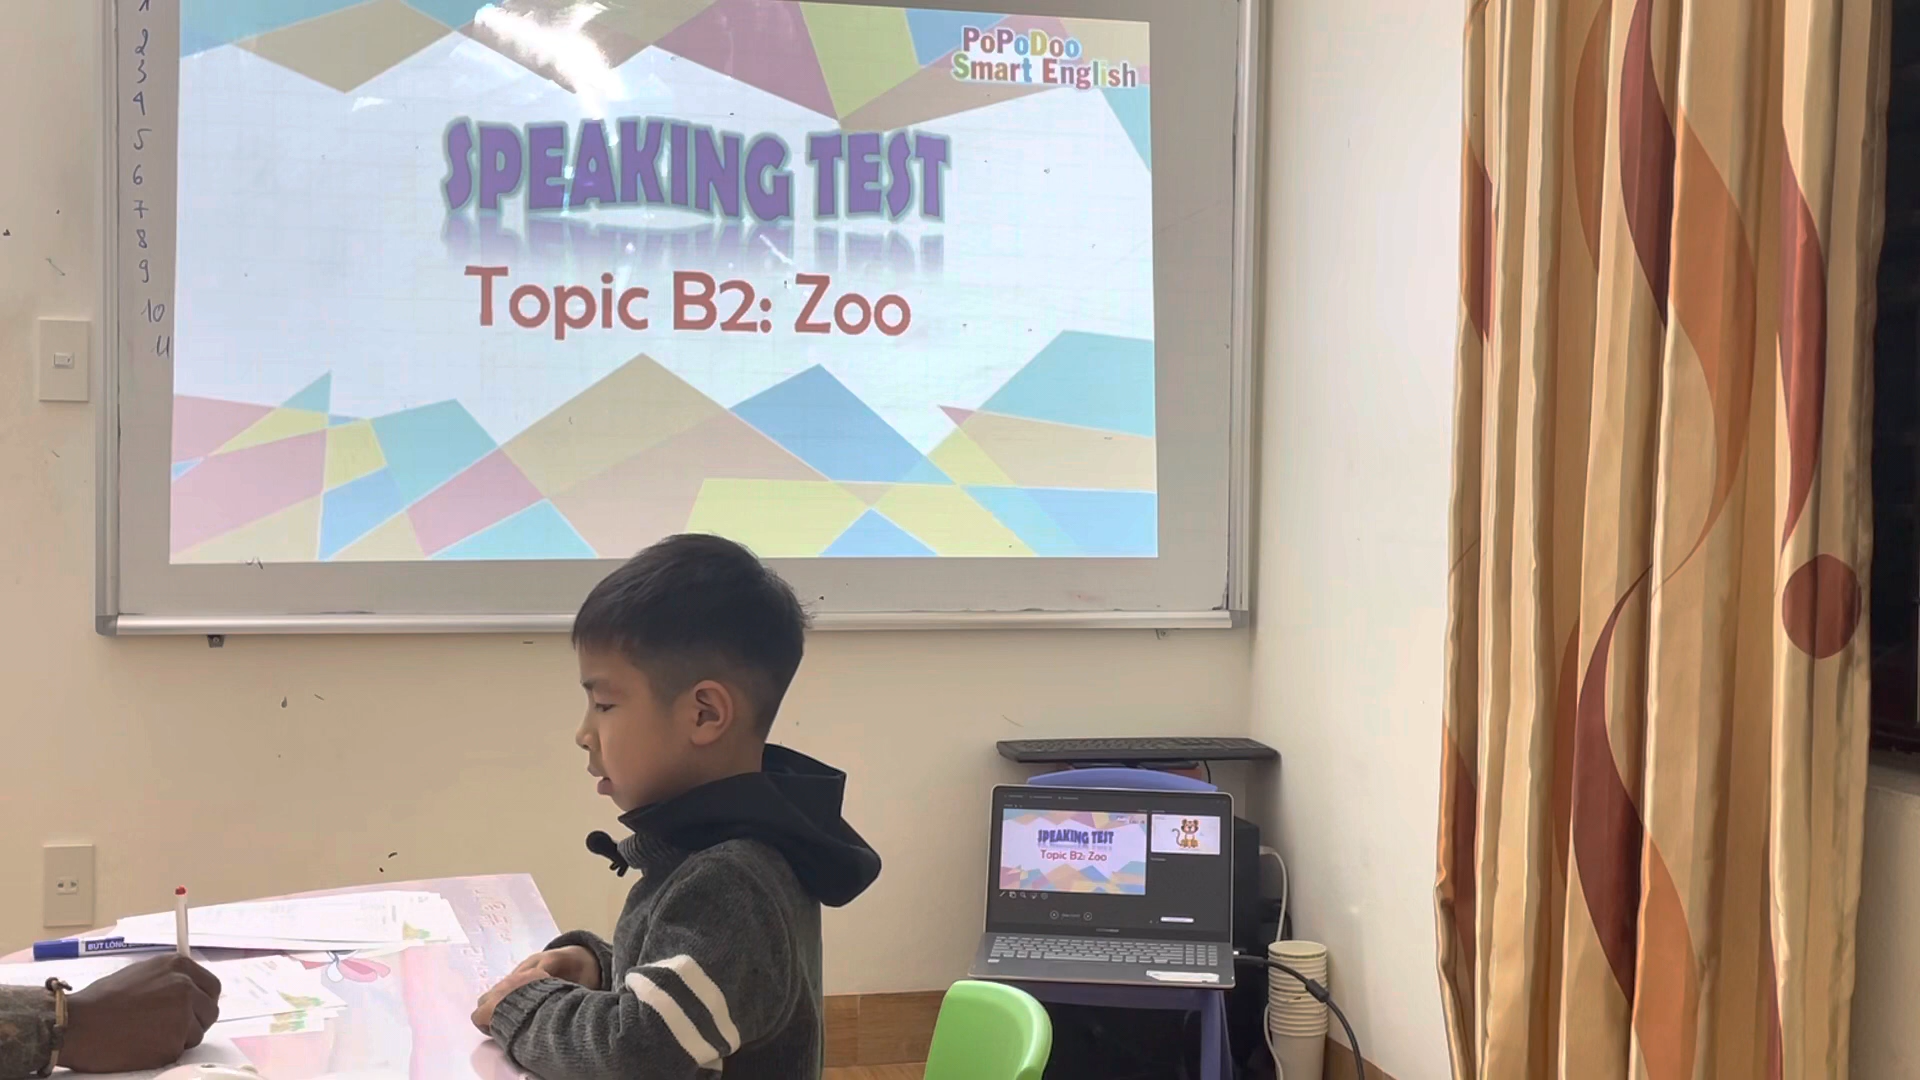 PoPoDoo
Smart English
SPEAKING TEST
Topic B2: Zoo
2
3
4
5
6
7
8
9
10
11
SPEAKING TEST
Topic B2: Zoo
BÚT LÔNG